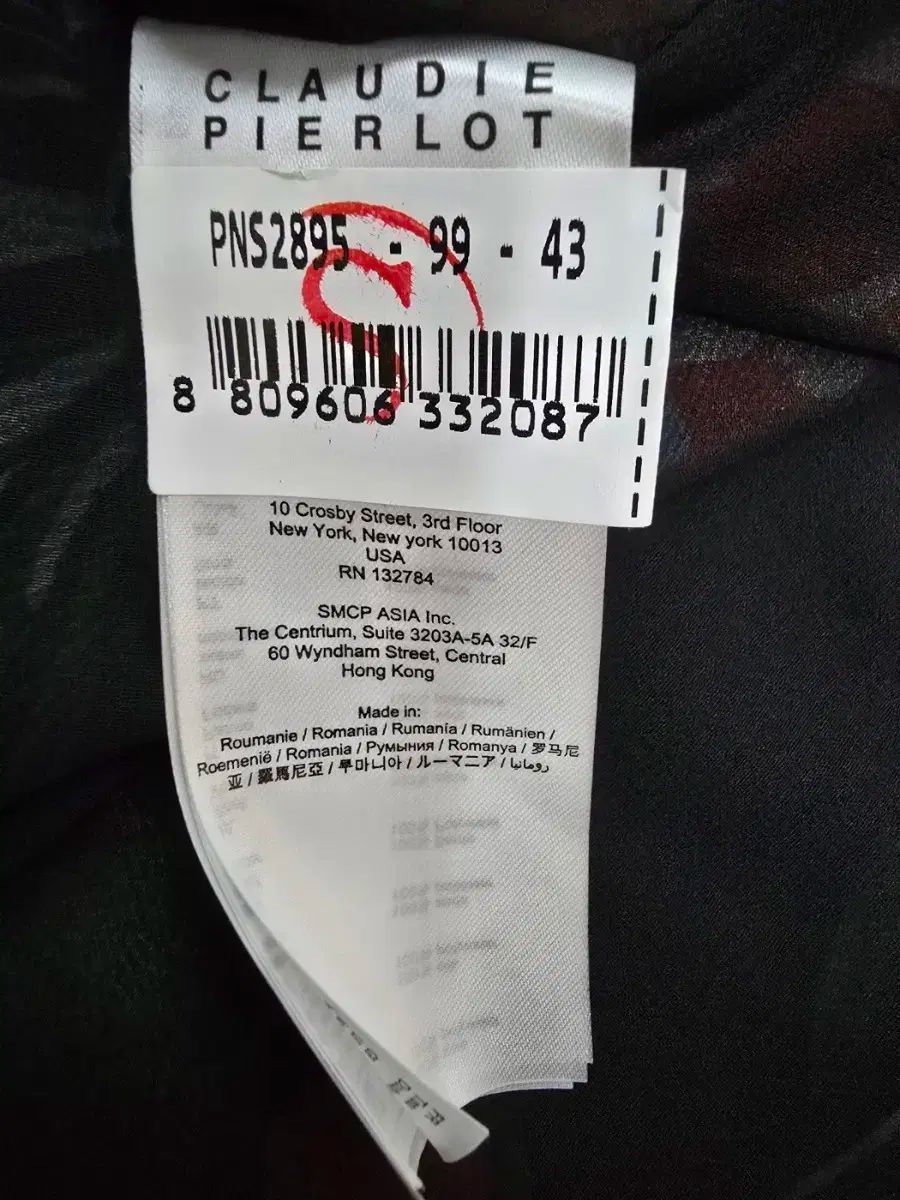 CLAUDIE
PIERLOT
PNS2895 - 99 - 43
S
8 809606 332087
10 Crosby Street, 3rd Floor
New York, New york 10013
USA
RN 132784
SMCP ASIA Inc.
The Centrium, Suite 3203A-5A 32/F
60 Wyndham Street, Central
Hong Kong
Made in:
Roumanie / Romania / Rumanía / Rumänien /
Roemenië / Romania / Румыния / Romanya / 罗马尼
亚 / 羅馬尼亞 / 루마니아 / ルーマニア / رومانيا